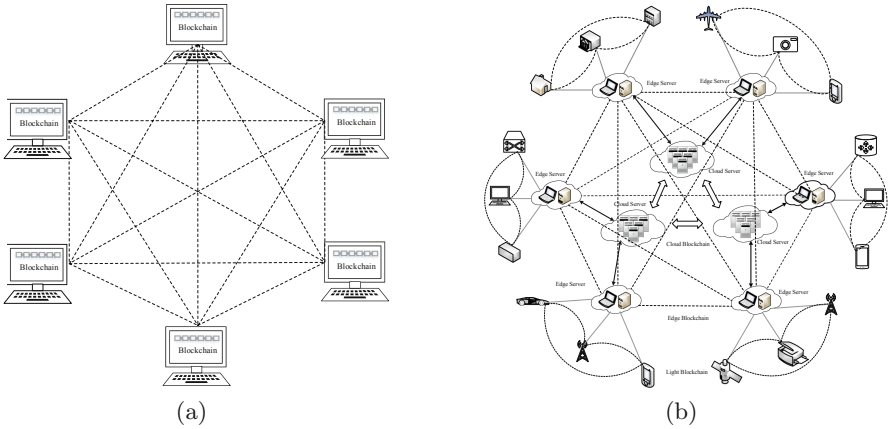 Blockchain
Blockchain
Blockchain
Blockchain
Blockchain
Blockchain
(a)
Edge Server
Edge Server
Edge Server
Cloud Server
Edge Server
Cloud Server
Cloud Server
Cloud Blockchain
Edge Server
Edge Server
Edge Blockchain
Light Blockchain
(b)